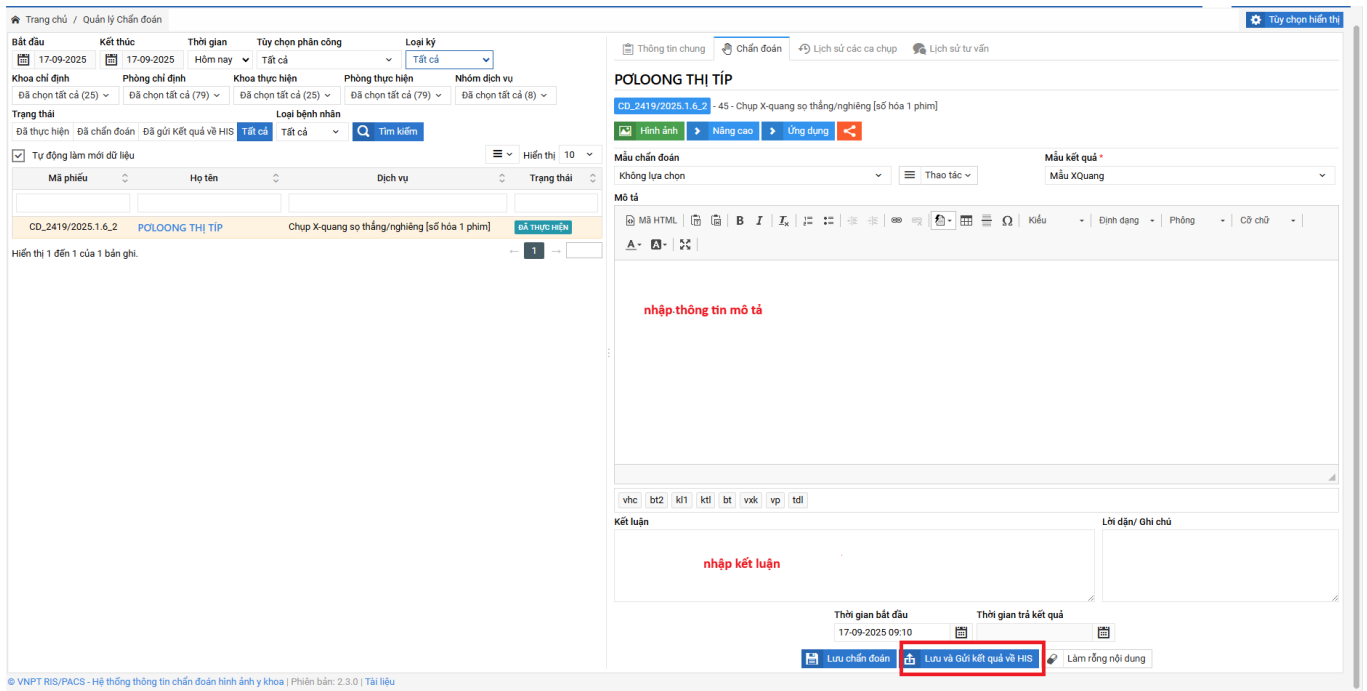 Trang chủ / Quản lý Chẩn đoán
Tùy chọn hiển thị
Bắt đầu Kết thúc Thời gian Tùy chọn phân công Loại ký
17-09-2025 17-09-2025 Hôm nay Tất cả Tất cả
Khoa chỉ định Phòng chỉ định Khoa thực hiện Phòng thực hiện Nhóm dịch vụ
Đã chọn tất cả (25) Đã chọn tất cả (79) Đã chọn tất cả (25) Đã chọn tất cả (79) Đã chọn tất cả (8)
Trạng thái Loại bệnh nhân
Đã thực hiện Đã chẩn đoán Đã gửi Kết quả về HIS Tất cả Tất cả Tìm kiếm
Tự động làm mới dữ liệu Hiển thị 10
Mã phiếu Họ tên Dịch vụ Trạng thái
CD_2419/2025.1.6_2 PƠLOONG THỊ TÍP Chụp X-quang sọ thẳng/nghiêng [số hóa 1 phim] ĐÃ THỰC HIỆN
Hiển thị 1 đến 1 của 1 bản ghi. ← 1 →
Thông tin chung Chẩn đoán Lịch sử các ca chụp Lịch sử tư vấn
PƠLOONG THỊ TÍP
CD_2419/2025.1.6_2 - 45 - Chụp X-quang sọ thẳng/nghiêng [số hóa 1 phim]
Hình ảnh Nâng cao Ứng dụng
Mẫu chẩn đoán Mẫu kết quả *
Không lựa chọn Thao tác Mẫu XQuang
Mô tả
Mã HTML B I Ix Ω Kiểu Định dạng Phông Cỡ chữ
A A
nhập thông tin mô tả
vhc bt2 kl1 ktl bt vxk vp tdl
Kết luận Lời dặn/ Ghi chú
nhập kết luận
Thời gian bắt đầu Thời gian trả kết quả
17-09-2025 09:10
Lưu chẩn đoán Lưu và Gửi kết quả về HIS Làm rỗng nội dung
© VNPT RIS/PACS - Hệ thống thông tin chẩn đoán hình ảnh y khoa | Phiên bản: 2.3.0 | Tài liệu